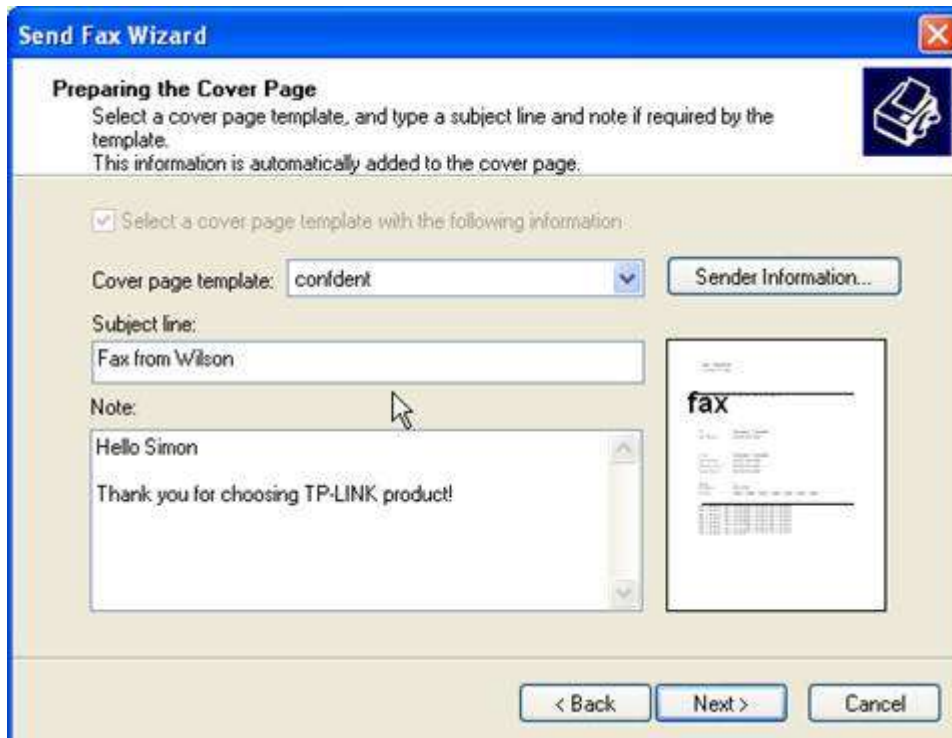 Send Fax Wizard
Preparing the Cover Page
Select a cover page template, and type a subject line and note if required by the
template.
This information is automatically added to the cover page.
Select a cover page template with the following information
Cover page template: confdent Sender Information...
Subject line:
Fax from Wilson
Note:
Hello Simon
Thank you for choosing TP-LINK product!
fax
< Back Next > Cancel